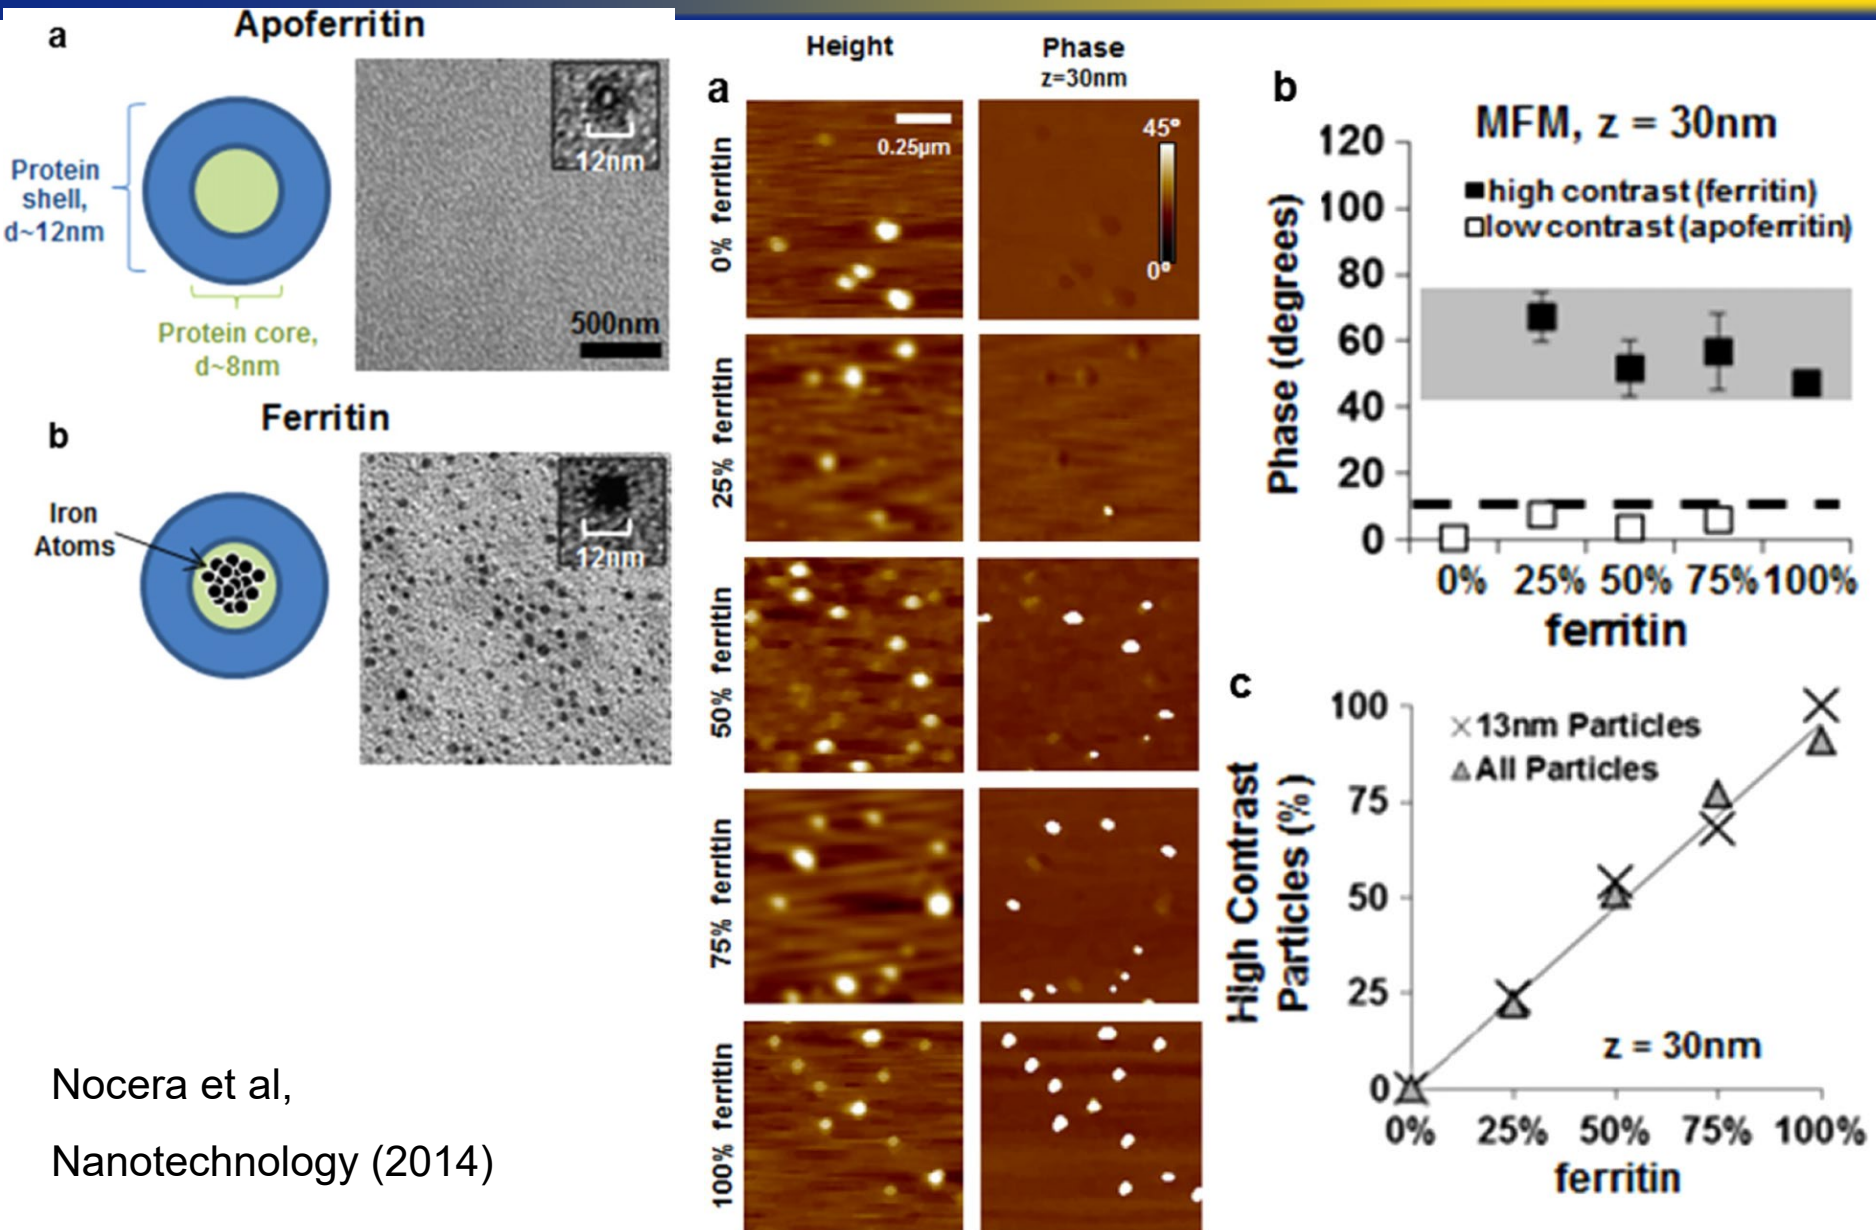 Apoferritin
a
Protein
shell,
d~12nm
Protein core,
d~8nm
12nm
500nm
Ferritin
b
Iron
Atoms
12nm
Nocera et al,
Nanotechnology (2014)
a
Height
Phase
z=30nm
0% ferritin
0.25µm
45º
0º
25% ferritin
50% ferritin
75% ferritin
100% ferritin
b
MFM, z = 30nm
high contrast (ferritin)
low contrast (apoferritin)
Phase (degrees)
120
100
80
60
40
20
0
0% 25% 50% 75% 100%
ferritin
c
13nm Particles
All Particles
High Contrast
Particles (%)
100
75
50
25
0
z = 30nm
0% 25% 50% 75% 100%
ferritin